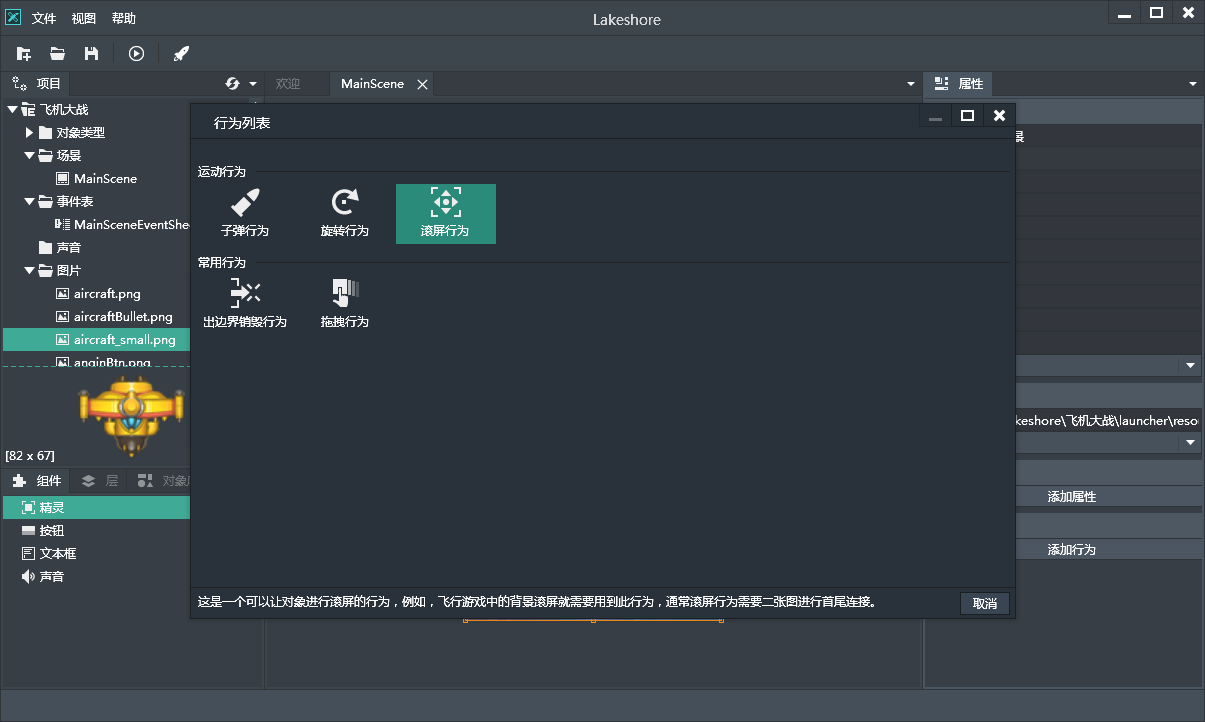 文件 视图 帮助
Lakeshore
项目
欢迎
MainScene
属性
飞机大战
对象类型
场景
MainScene
事件表
MainSceneEventShe
声音
图片
aircraft.png
aircraftBullet.png
aircraft_small.png
anginBtn.png
[82 x 67]
组件 层 对象
精灵
按钮
文本框
声音
行为列表
运动行为
子弹行为 旋转行为 滚屏行为
常用行为
出边界销毁行为 拖拽行为
这是一个可以让对象进行滚屏的行为，例如，飞行游戏中的背景滚屏就需要用到此行为，通常滚屏行为需要二张图进行首尾连接。
取消
景
keshore\飞机大战\launcher\reso
添加属性
添加行为